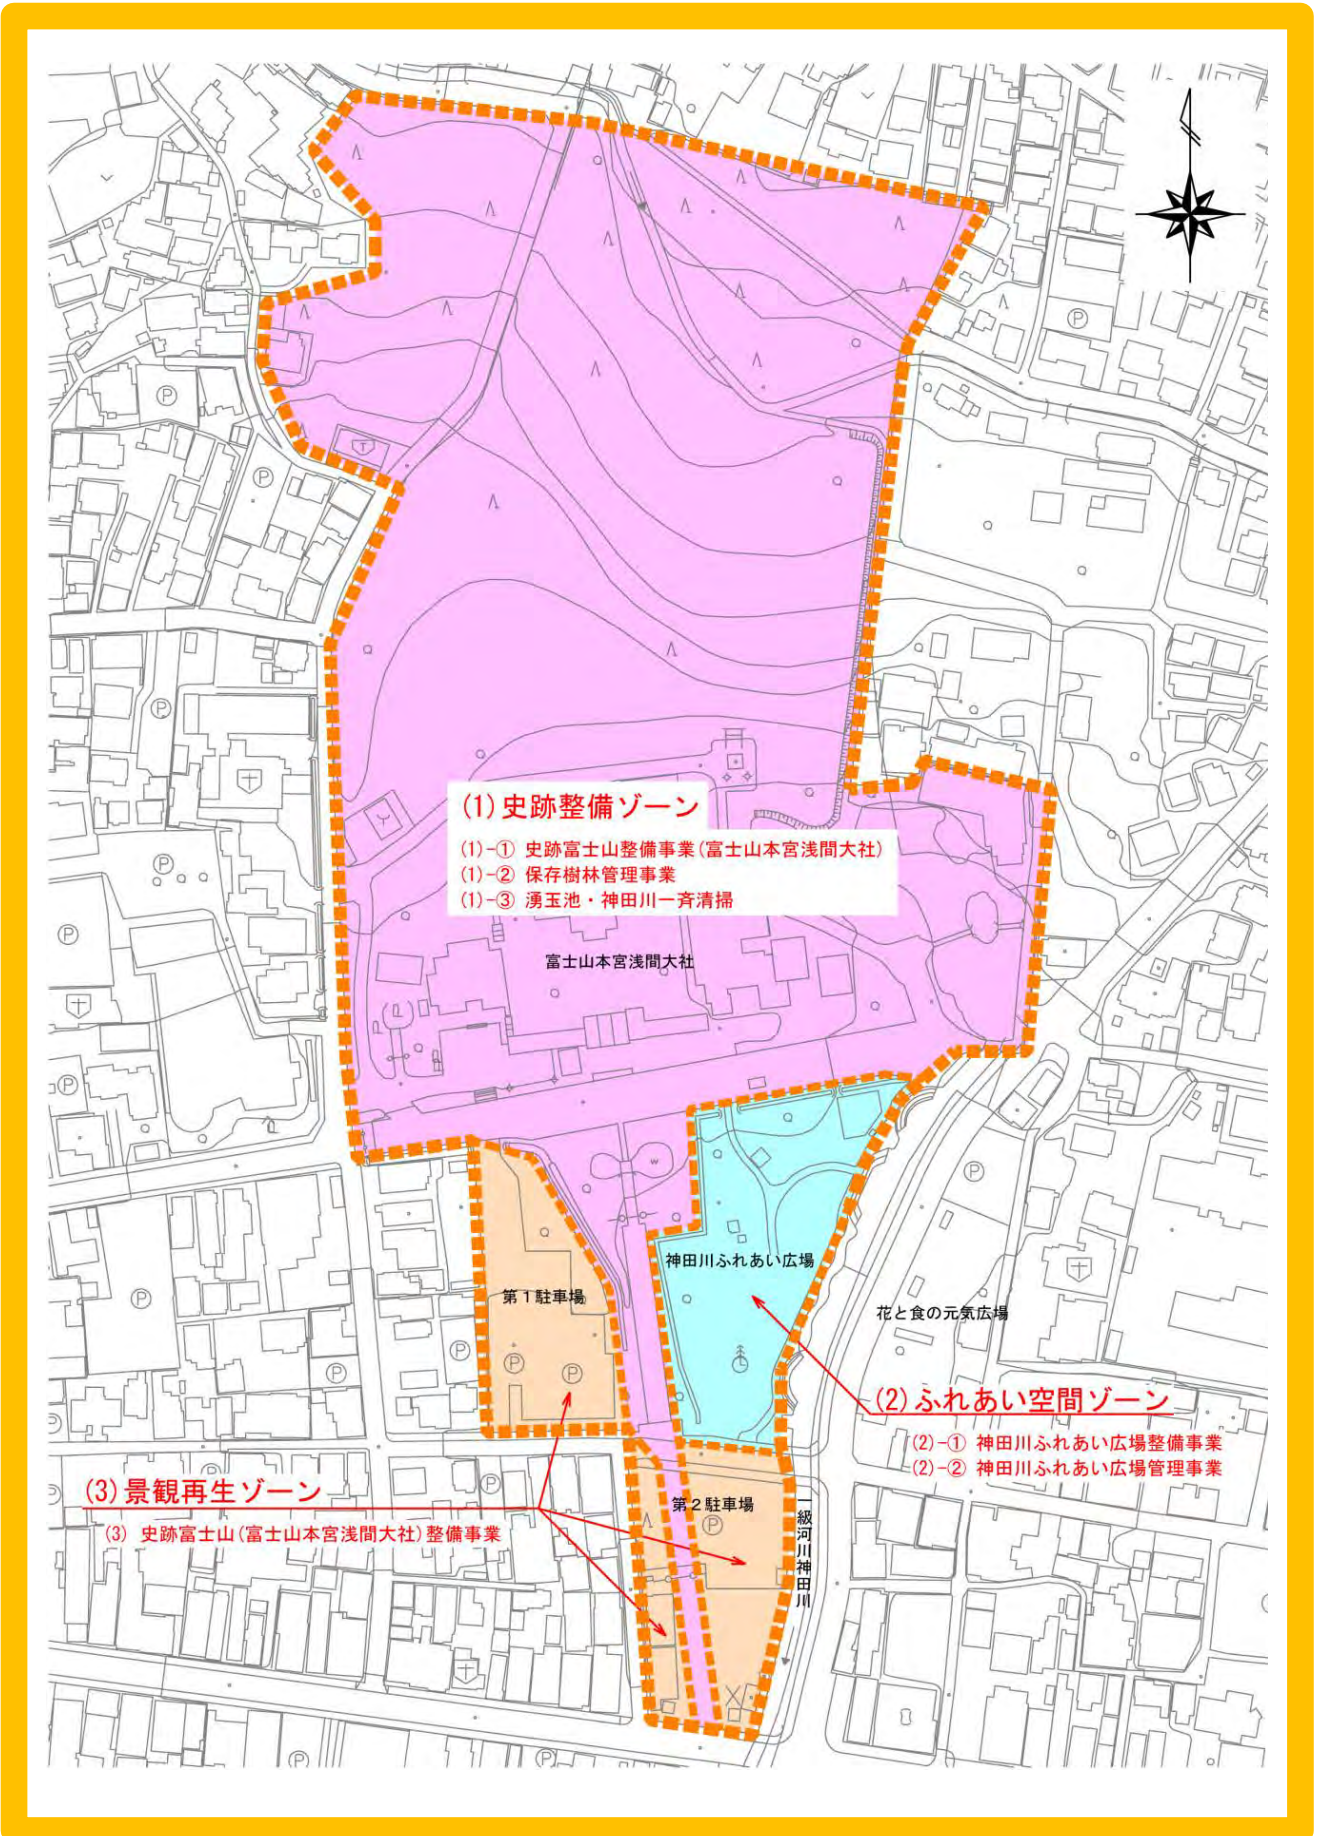 (1)史跡整備ゾーン
(1)-① 史跡富士山整備事業(富士山本宮浅間大社)
(1)-② 保存樹林管理事業
(1)-③ 湧玉池・神田川一斉清掃
富士山本宮浅間大社
神田川ふれあい広場
第1駐車場
花と食の元気広場
(2)ふれあい空間ゾーン
(2)-① 神田川ふれあい広場整備事業
(2)-② 神田川ふれあい広場管理事業
(3)景観再生ゾーン
(3) 史跡富士山(富士山本宮浅間大社)整備事業
第2駐車場
一級河川神田川